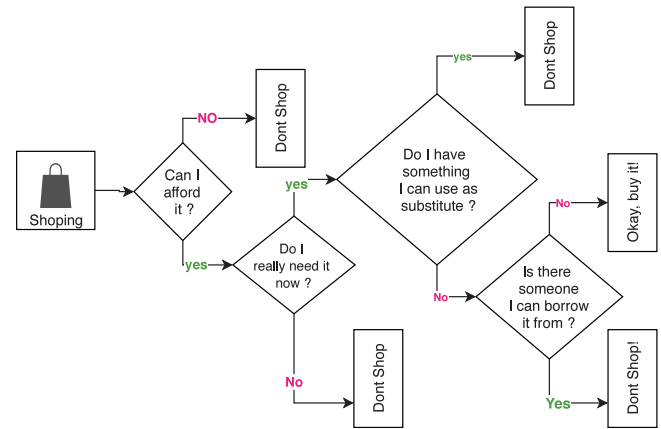 Shoping
Can I
afford
it ?
NO
Dont Shop
yes
Do I
really need it
now ?
No
Dont Shop
yes
Do I have
something
I can use as
substitute ?
yes
Dont Shop
No
Is there
someone
I can borrow
it from ?
No
Okay, buy it!
Yes
Dont Shop!